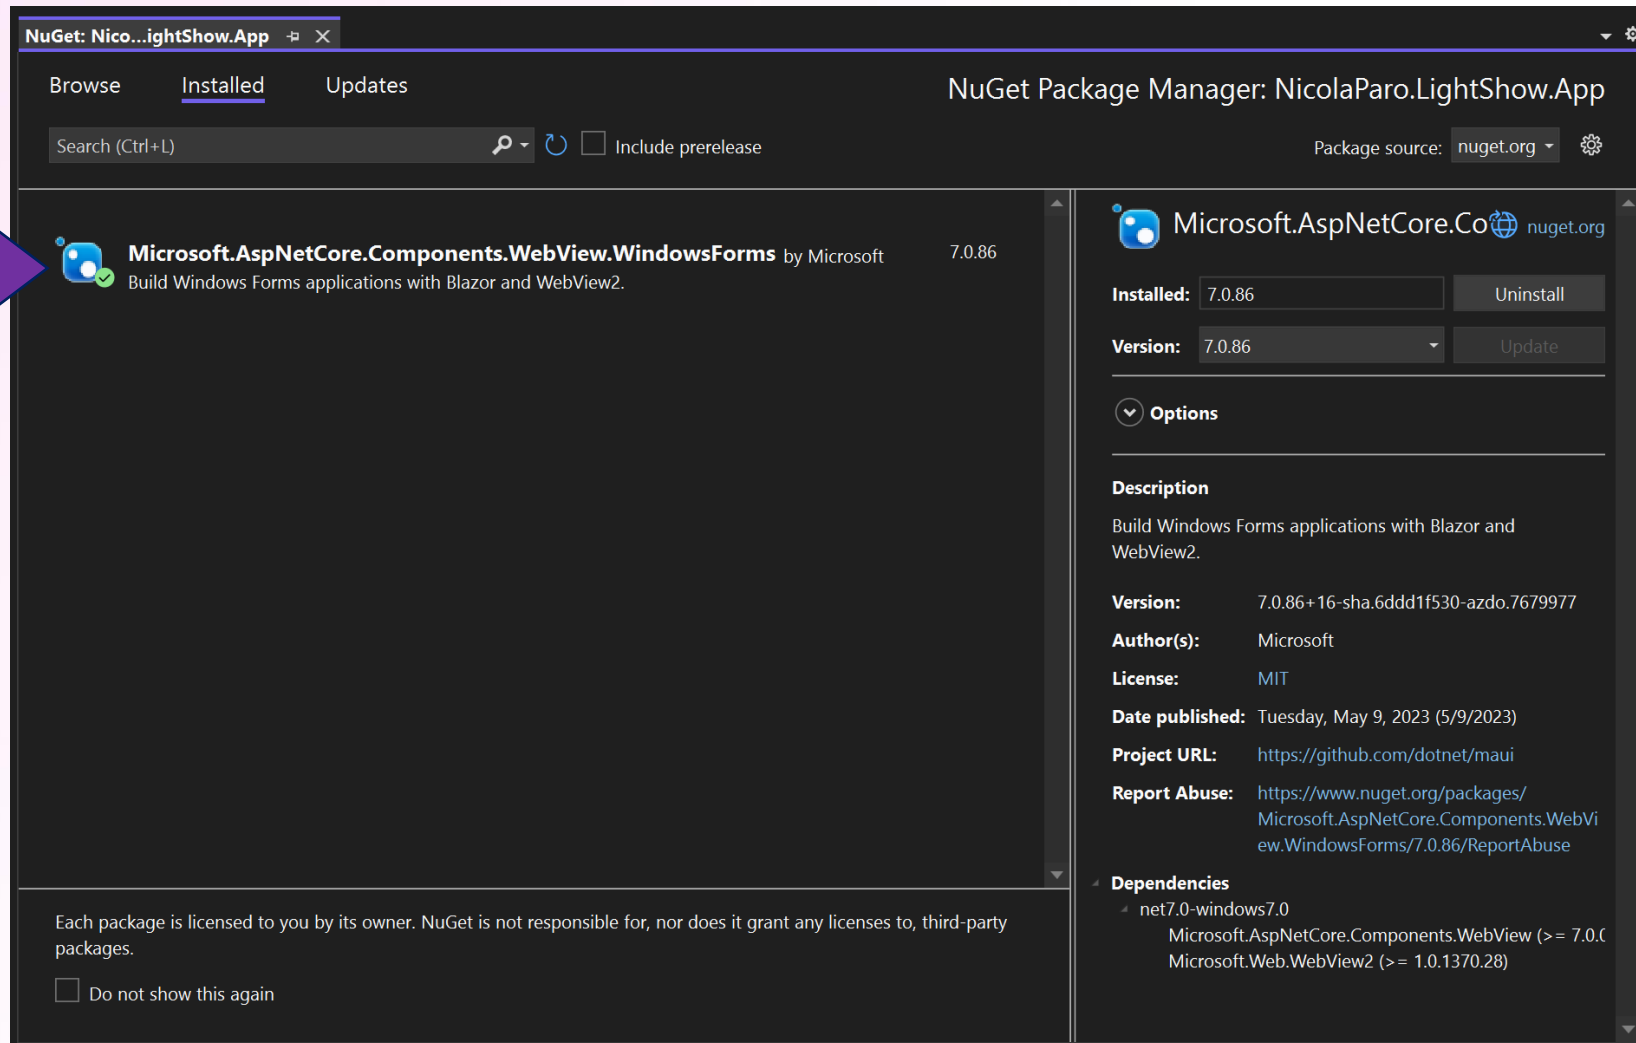 NuGet: Nico...ightShow.App
Browse Installed Updates
NuGet Package Manager: NicolaParo.LightShow.App
Search (Ctrl+L)
Include prerelease
Package source: nuget.org
Microsoft.AspNetCore.Components.WebView.WindowsForms by Microsoft 7.0.86
Build Windows Forms applications with Blazor and WebView2.
Each package is licensed to you by its owner. NuGet is not responsible for, nor does it grant any licenses to, third-party
packages.
Do not show this again
Microsoft.AspNetCore.Co nuget.org
Installed: 7.0.86 Uninstall
Version: 7.0.86 Update
Options
Description
Build Windows Forms applications with Blazor and
WebView2.
Version: 7.0.86+16-sha.6ddd1f530-azdo.7679977
Author(s): Microsoft
License: MIT
Date published: Tuesday, May 9, 2023 (5/9/2023)
Project URL: https://github.com/dotnet/maui
Report Abuse: https://www.nuget.org/packages/
Microsoft.AspNetCore.Components.WebVi
ew.WindowsForms/7.0.86/ReportAbuse
Dependencies
net7.0-windows7.0
Microsoft.AspNetCore.Components.WebView (>= 7.0.
Microsoft.Web.WebView2 (>= 1.0.1370.28)